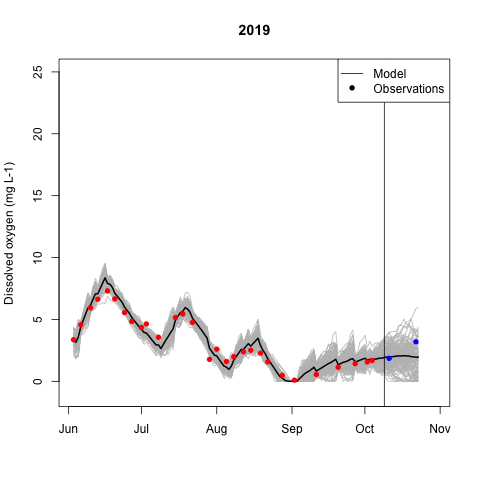 2019
Model
Observations
Dissolved oxygen (mg L-1)
25
20
15
10
5
0
Jun Jul Aug Sep Oct Nov